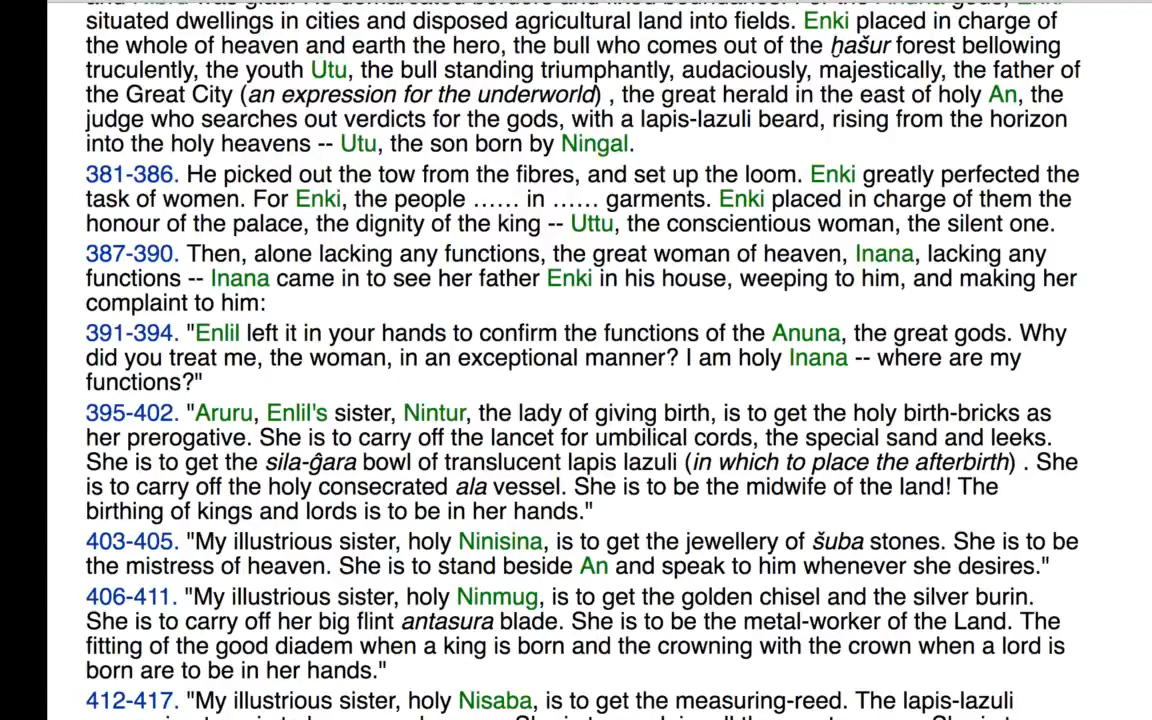 situated dwellings in cities and disposed agricultural land into fields. Enki placed in charge of
the whole of heaven and earth the hero, the bull who comes out of the ḫašur forest bellowing
truculently, the youth Utu, the bull standing triumphantly, audaciously, majestically, the father of
the Great City (an expression for the underworld) , the great herald in the east of holy An, the
judge who searches out verdicts for the gods, with a lapis-lazuli beard, rising from the horizon
into the holy heavens -- Utu, the son born by Ningal.
381-386. He picked out the tow from the fibres, and set up the loom. Enki greatly perfected the
task of women. For Enki, the people ...... in ...... garments. Enki placed in charge of them the
honour of the palace, the dignity of the king -- Uttu, the conscientious woman, the silent one.
387-390. Then, alone lacking any functions, the great woman of heaven, Inana, lacking any
functions -- Inana came in to see her father Enki in his house, weeping to him, and making her
complaint to him:
391-394. "Enlil left it in your hands to confirm the functions of the Anuna, the great gods. Why
did you treat me, the woman, in an exceptional manner? I am holy Inana -- where are my
functions?"
395-402. "Aruru, Enlil's sister, Nintur, the lady of giving birth, is to get the holy birth-bricks as
her prerogative. She is to carry off the lancet for umbilical cords, the special sand and leeks.
She is to get the sila-ĝara bowl of translucent lapis lazuli (in which to place the afterbirth) . She
is to carry off the holy consecrated ala vessel. She is to be the midwife of the land! The
birthing of kings and lords is to be in her hands."
403-405. "My illustrious sister, holy Ninisina, is to get the jewellery of šuba stones. She is to be
the mistress of heaven. She is to stand beside An and speak to him whenever she desires."
406-411. "My illustrious sister, holy Ninmug, is to get the golden chisel and the silver burin.
She is to carry off her big flint antasura blade. She is to be the metal-worker of the Land. The
fitting of the good diadem when a king is born and the crowning with the crown when a lord is
born are to be in her hands."
412-417. "My illustrious sister, holy Nisaba, is to get the measuring-reed. The lapis-lazuli